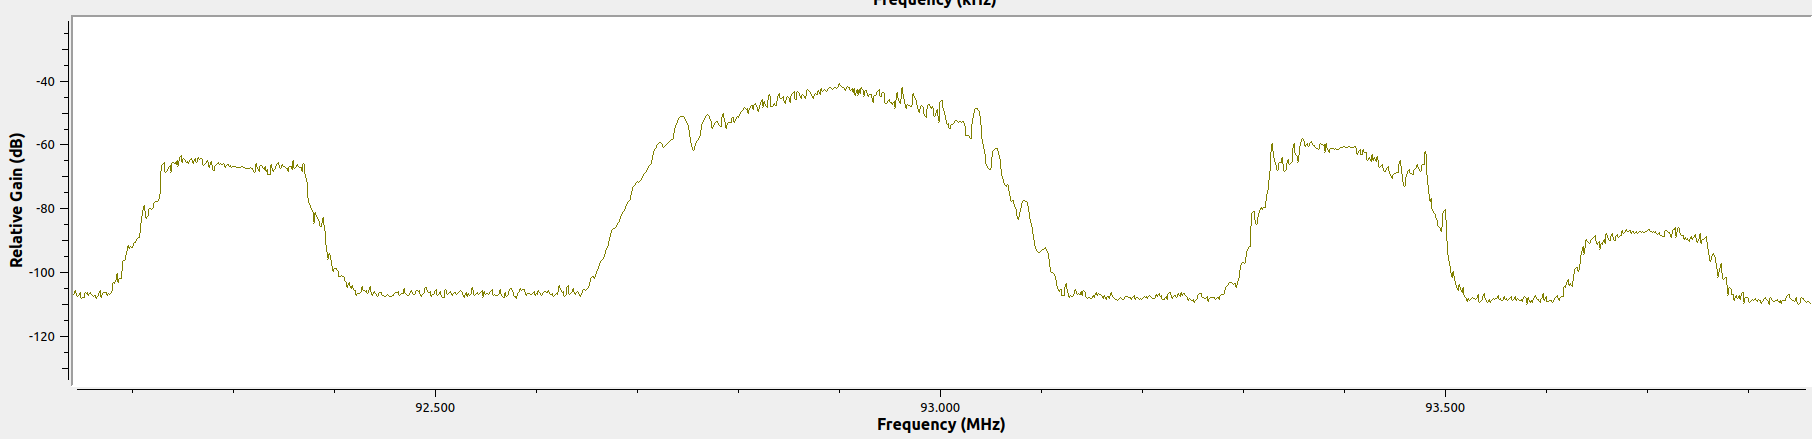 Frequency (kHz)
-40
-60
-80
-100
-120
Relative Gain (dB)
92.500 93.000 93.500
Frequency (MHz)